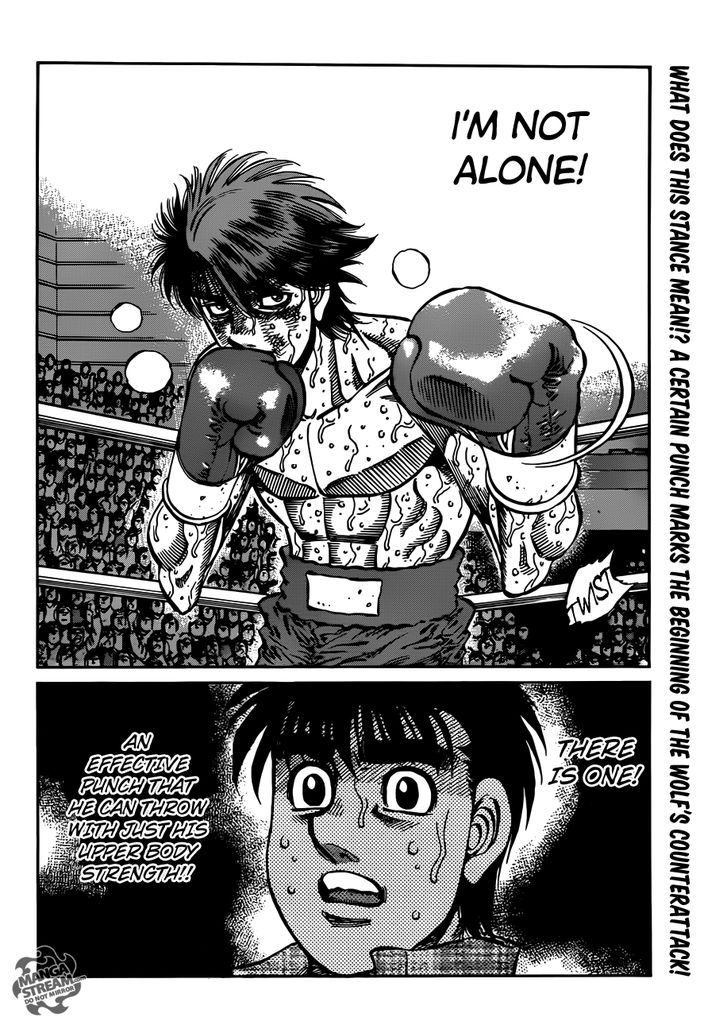 I'M NOT
ALONE!
TWIST
WHAT DOES THIS STANCE MEAN!? A CERTAIN PUNCH MARKS THE BEGINNING OF THE WOLF'S COUNTERATTACK!
THERE
IS ONE!
AN
EFFECTIVE
PUNCH THAT
HE CAN THROW
WITH JUST HIS
UPPER BODY
STRENGTH!!
MANGA
STREAM.com
DO NOT MIRROR